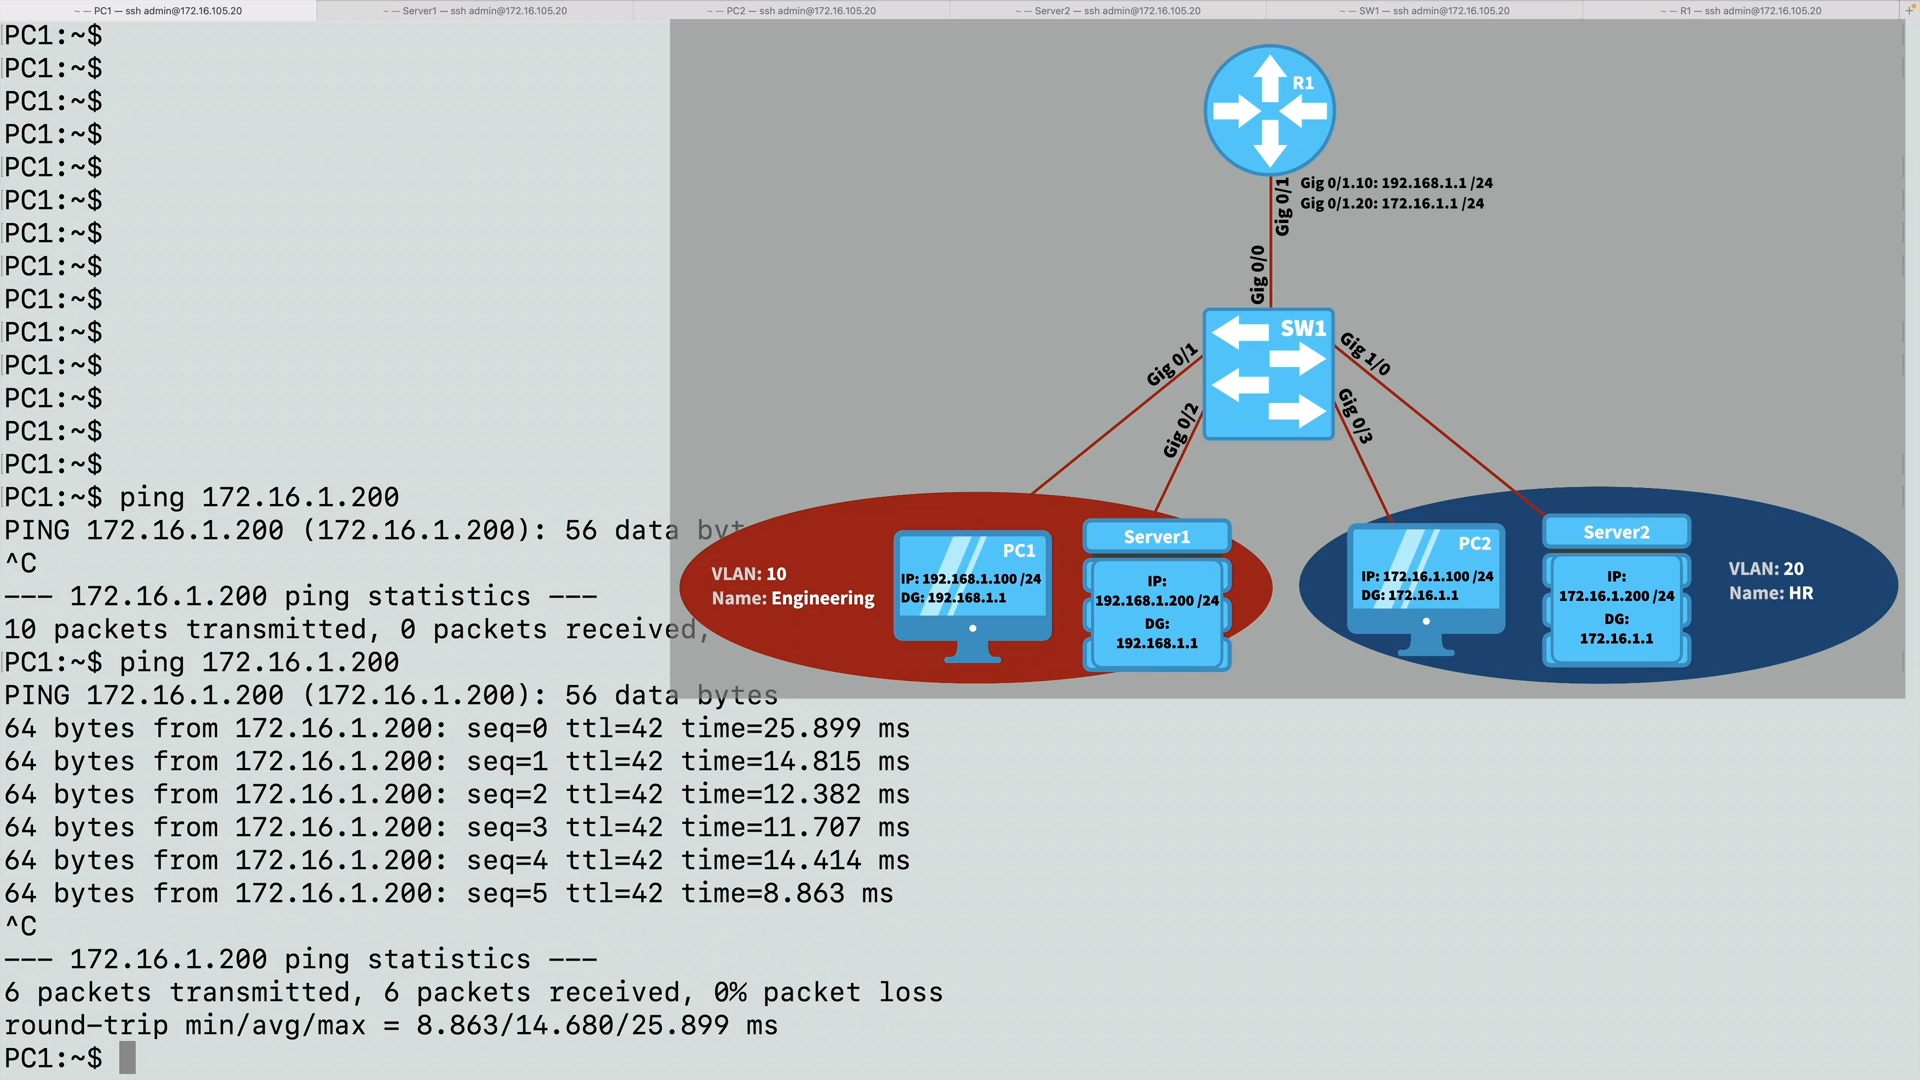 ~ — PC1 — ssh admin@172.16.105.20
~ — Server1 — ssh admin@172.16.105.20
~ — PC2 — ssh admin@172.16.105.20
~ — Server2 — ssh admin@172.16.105.20
~ — SW1 — ssh admin@172.16.105.20
~ — R1 — ssh admin@172.16.105.20
PC1:~$
PC1:~$
PC1:~$
PC1:~$
PC1:~$
PC1:~$
PC1:~$
PC1:~$
PC1:~$
PC1:~$
PC1:~$
PC1:~$
PC1:~$
PC1:~$
PC1:~$ ping 172.16.1.200
PING 172.16.1.200 (172.16.1.200): 56 data
^C
--- 172.16.1.200 ping statistics ---
10 packets transmitted, 0 packets received,
PC1:~$ ping 172.16.1.200
PING 172.16.1.200 (172.16.1.200): 56 data bytes
64 bytes from 172.16.1.200: seq=0 ttl=42 time=25.899 ms
64 bytes from 172.16.1.200: seq=1 ttl=42 time=14.815 ms
64 bytes from 172.16.1.200: seq=2 ttl=42 time=12.382 ms
64 bytes from 172.16.1.200: seq=3 ttl=42 time=11.707 ms
64 bytes from 172.16.1.200: seq=4 ttl=42 time=14.414 ms
64 bytes from 172.16.1.200: seq=5 ttl=42 time=8.863 ms
^C
--- 172.16.1.200 ping statistics ---
6 packets transmitted, 6 packets received, 0% packet loss
round-trip min/avg/max = 8.863/14.680/25.899 ms
PC1:~$
R1
Gig 0/1
Gig 0/1.10: 192.168.1.1 /24
Gig 0/1.20: 172.16.1.1 /24
Gig 0/0
SW1
Gig 0/1
Gig 0/2
Gig 1/0
Gig 0/3
VLAN: 10
Name: Engineering
PC1
IP: 192.168.1.100 /24
DG: 192.168.1.1
Server1
IP:
192.168.1.200 /24
DG:
192.168.1.1
PC2
IP: 172.16.1.100 /24
DG: 172.16.1.1
Server2
IP:
172.16.1.200 /24
DG:
172.16.1.1
VLAN: 20
Name: HR